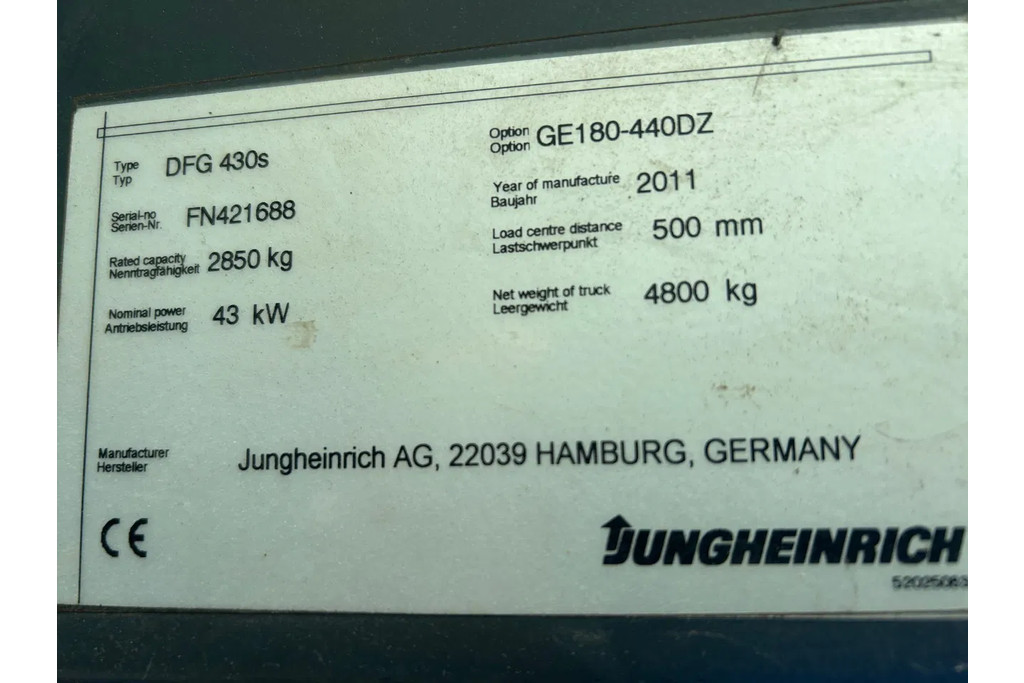 Type
Typ
DFG 430s
Option
Option
GE180-440DZ
Serial-no
Serien-Nr.
FN421688
Year of manufacture
Baujahr
2011
Rated capacity
Nenntragfähigkeit
2850 kg
Load centre distance
Lastschwerpunkt
500 mm
Nominal power
Antriebsleistung
43 kW
Net weight of truck
Leergewicht
4800 kg
Manufacturer
Hersteller
Jungheinrich AG, 22039 HAMBURG, GERMANY
CE
JUNGHEINRICH